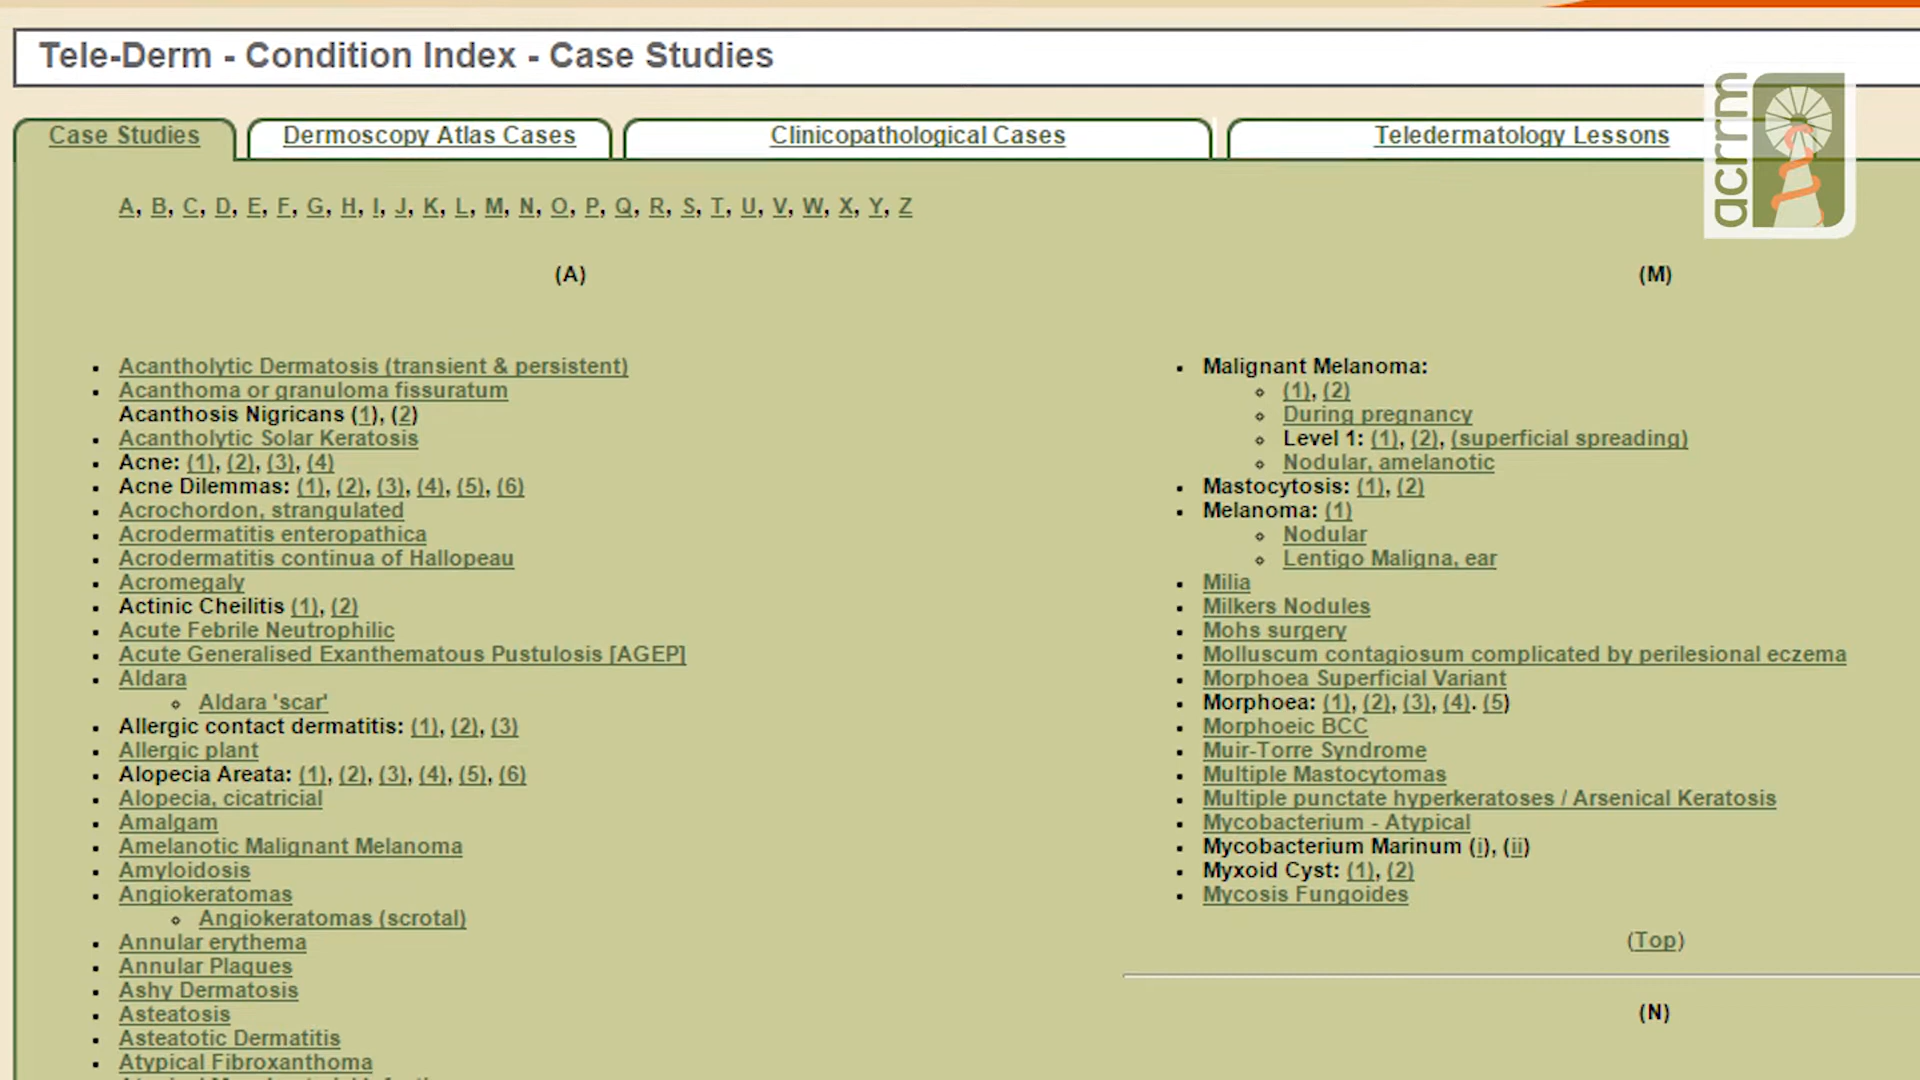 Tele-Derm - Condition Index - Case Studies
acrrm
Case Studies
Dermoscopy Atlas Cases
Clinicopathological Cases
Teledermatology Lessons
A, B, C, D, E, F, G, H, I, J, K, L, M, N, O, P, Q, R, S, T, U, V, W, X, Y, Z
(A)
Acantholytic Dermatosis (transient & persistent)
Acanthoma or granuloma fissuratum
Acanthosis Nigricans (1), (2)
Acantholytic Solar Keratosis
Acne: (1), (2), (3), (4)
Acne Dilemmas: (1), (2), (3), (4), (5), (6)
Acrochordon, strangulated
Acrodermatitis enteropathica
Acrodermatitis continua of Hallopeau
Acromegaly
Actinic Cheilitis (1), (2)
Acute Febrile Neutrophilic
Acute Generalised Exanthematous Pustulosis [AGEP]
Aldara
Aldara 'scar'
Allergic contact dermatitis: (1), (2), (3)
Allergic plant
Alopecia Areata: (1), (2), (3), (4), (5), (6)
Alopecia, cicatricial
Amalgam
Amelanotic Malignant Melanoma
Amyloidosis
Angiokeratomas
Angiokeratomas (scrotal)
Annular erythema
Annular Plaques
Ashy Dermatosis
Asteatosis
Asteatotic Dermatitis
Atypical Fibroxanthoma
(M)
Malignant Melanoma:
(1), (2)
During pregnancy
Level 1: (1), (2), (superficial spreading)
Nodular, amelanotic
Mastocytosis: (1), (2)
Melanoma: (1)
Nodular
Lentigo Maligna, ear
Milia
Milkers Nodules
Mohs surgery
Molluscum contagiosum complicated by perilesional eczema
Morphoea Superficial Variant
Morphoea: (1), (2), (3), (4). (5)
Morphoeic BCC
Muir-Torre Syndrome
Multiple Mastocytomas
Multiple punctate hyperkeratoses / Arsenical Keratosis
Mycobacterium - Atypical
Mycobacterium Marinum (i), (ii)
Myxoid Cyst: (1), (2)
Mycosis Fungoides
(Top)
(N)